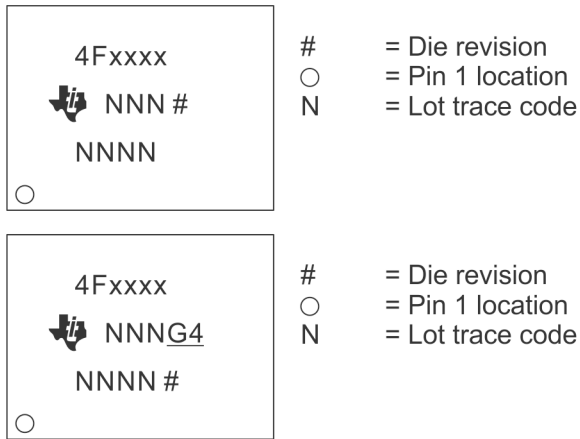 4Fxxxx
NNN #
NNNN
# = Die revision
○ = Pin 1 location
N = Lot trace code
4Fxxxx
NNNG4
NNNN #
# = Die revision
○ = Pin 1 location
N = Lot trace code